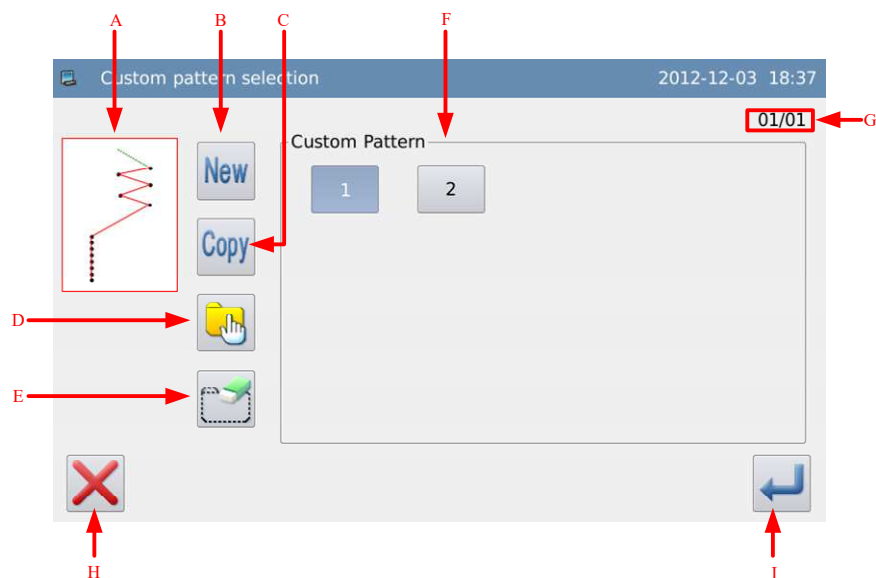 A B C F
Custom pattern selection 2012-12-03 18:37
01/01 G
Custom Pattern
New
1 2
Copy
D
E
H I